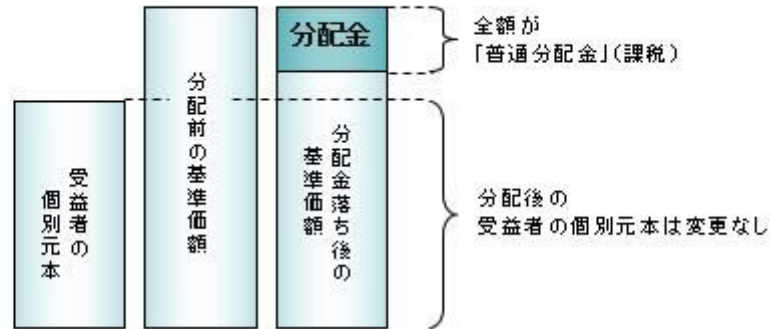 受益者の
個別元本
分配前の基準価額
分配金
分配金落ち後の
基準価額
全額が
「普通分配金」(課税)
分配後の
受益者の個別元本は変更なし